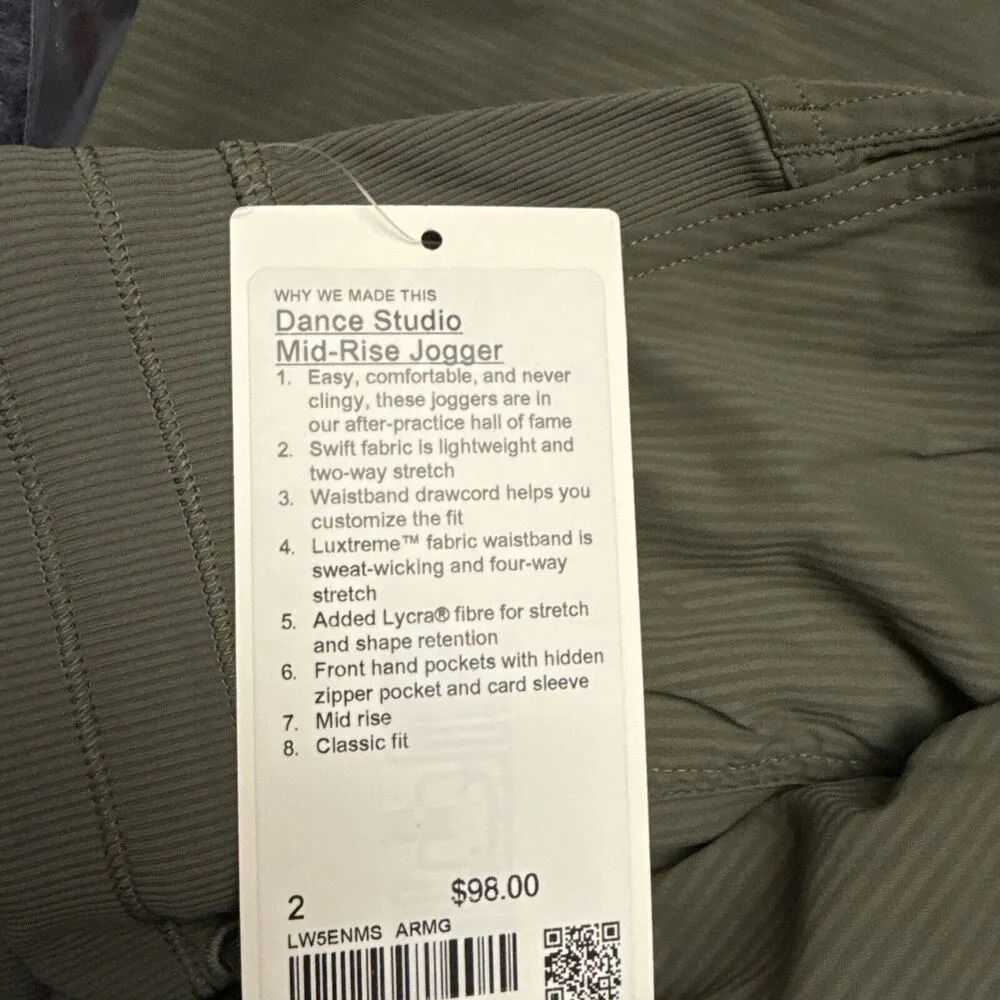 WHY WE MADE THIS
Dance Studio
Mid-Rise Jogger
1. Easy, comfortable, and never
clingy, these joggers are in
our after-practice hall of fame
2. Swift fabric is lightweight and
two-way stretch
3. Waistband drawcord helps you
customize the fit
4. Luxtreme™ fabric waistband is
sweat-wicking and four-way
stretch
5. Added Lycra® fibre for stretch
and shape retention
6. Front hand pockets with hidden
zipper pocket and card sleeve
7. Mid rise
8. Classic fit
2 $98.00
LW5ENMS ARMG